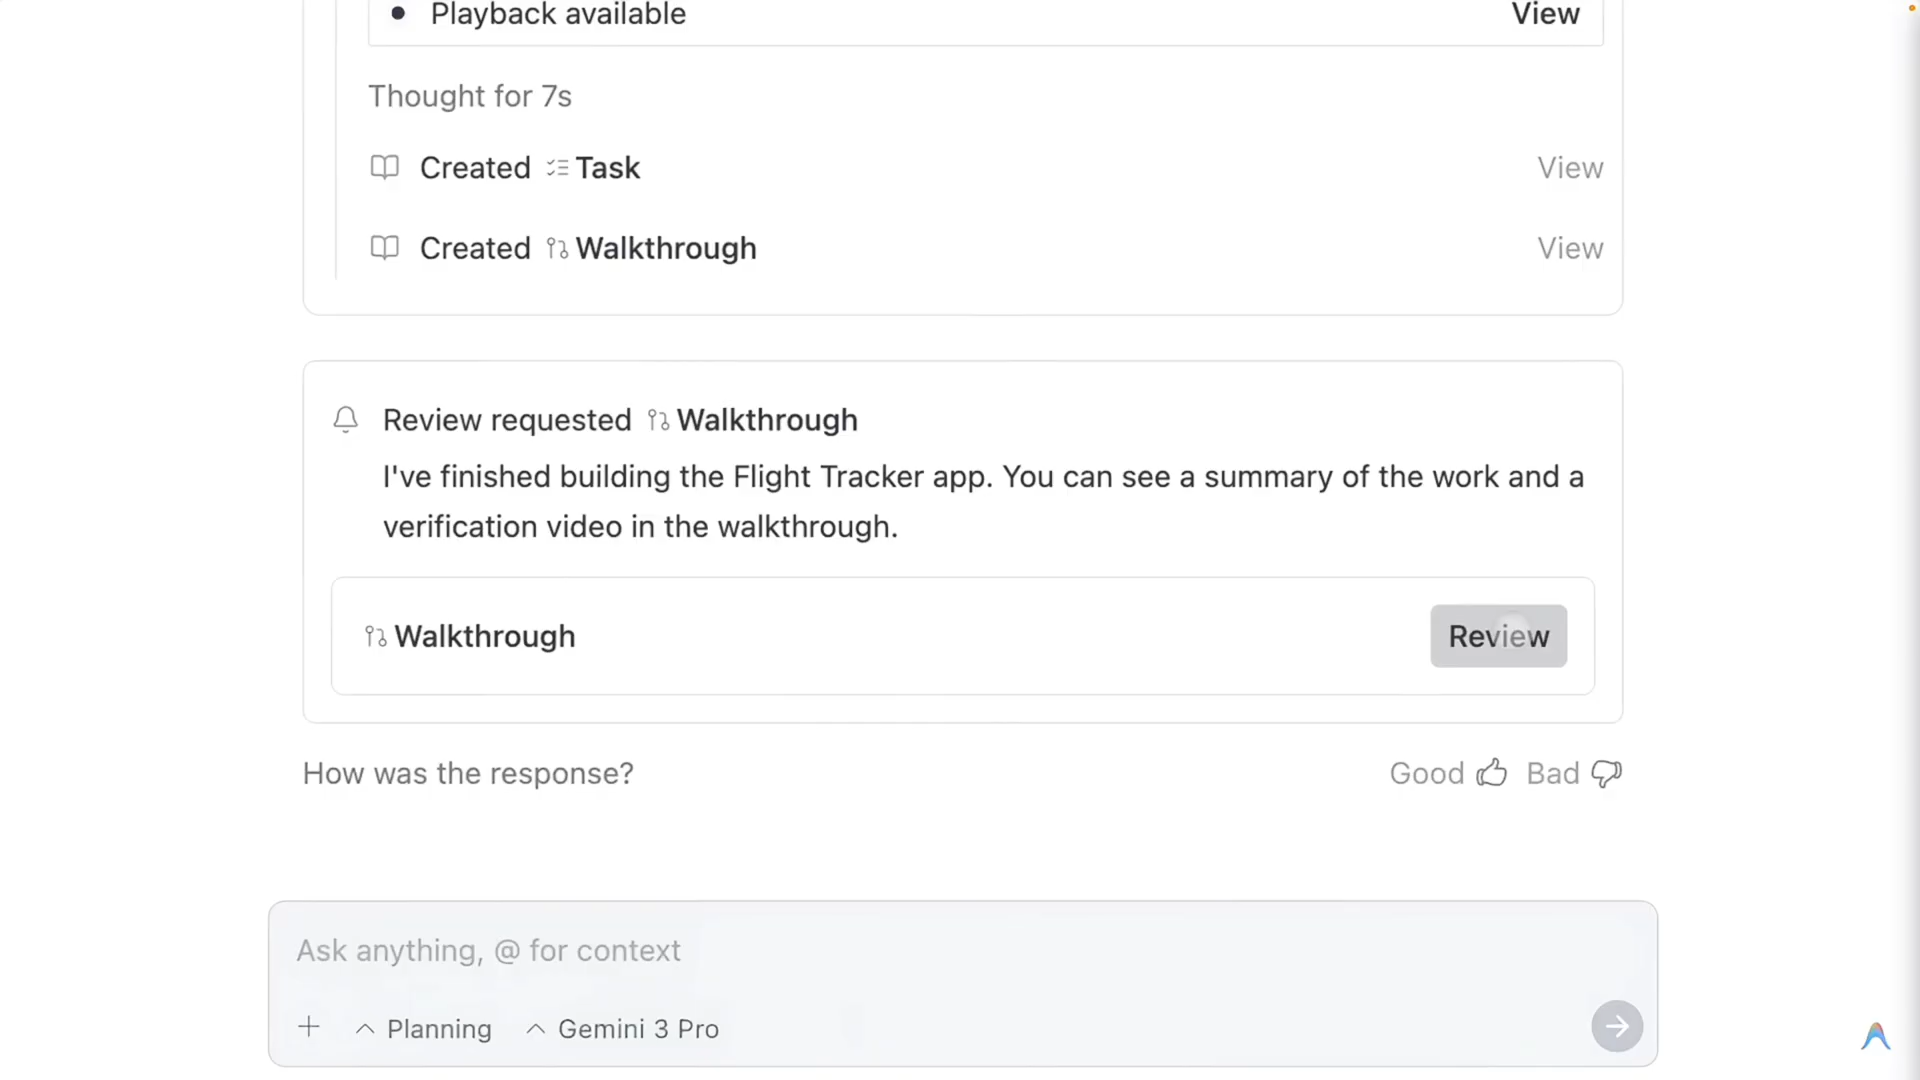 Playback available View
Thought for 7s
Created Task View
Created Walkthrough View
Review requested Walkthrough
I've finished building the Flight Tracker app. You can see a summary of the work and a
verification video in the walkthrough.
Walkthrough Review
How was the response? Good Bad
Ask anything, @ for context
Planning Gemini 3 Pro